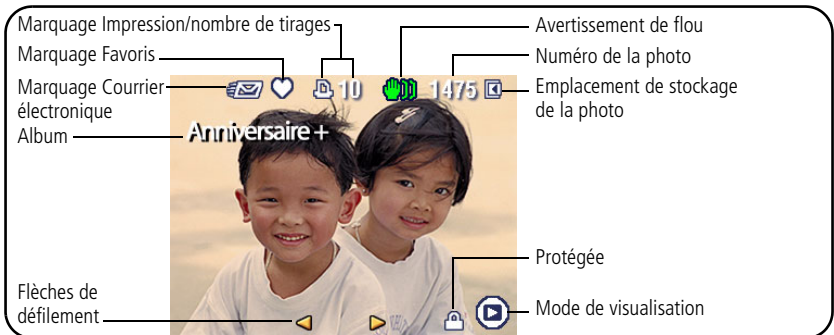 Marquage Impression/nombre de tirages
Marquage Favoris
Marquage Courrier
électronique
Album
Flèches de
défilement
10
1475
Anniversaire +
Avertissement de flou
Numéro de la photo
Emplacement de stockage
de la photo
Protégée
Mode de visualisation